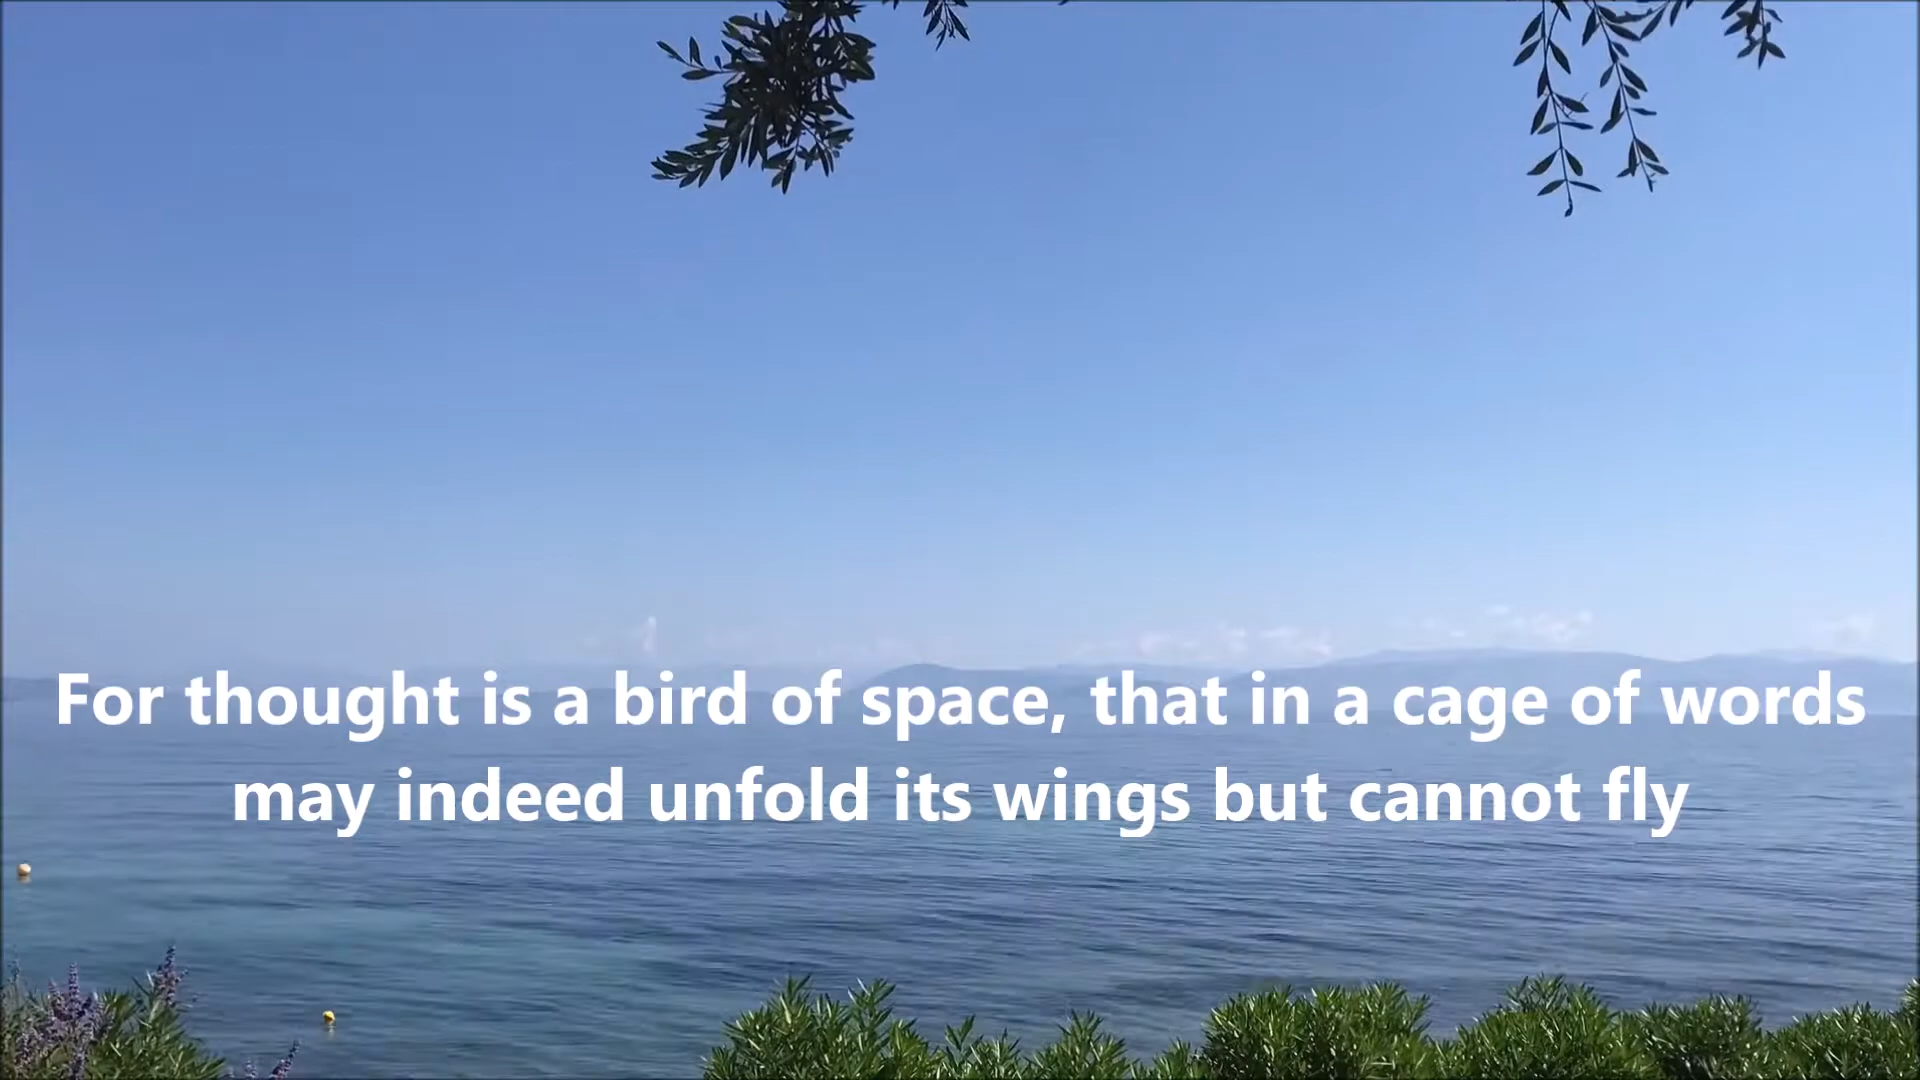 For thought is a bird of space, that in a cage of words
may indeed unfold its wings but cannot fly